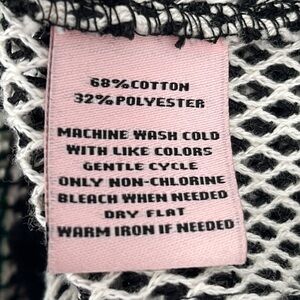 68%COTTON
32%POLYESTER
MACHINE WASH COLD
WITH LIKE COLORS
GENTLE CYCLE
ONLY NON-CHLORINE
BLEACH WHEN NEEDED
DRY FLAT
WARM IRON IF NEEDED